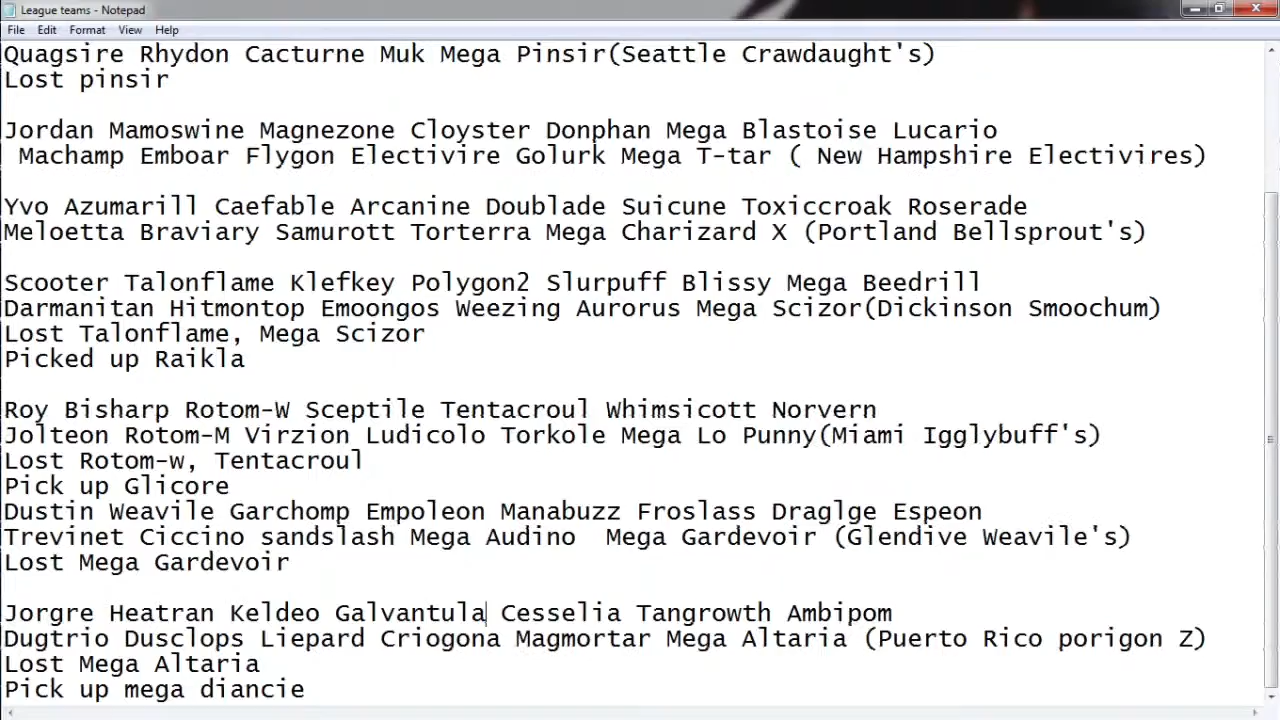 League teams - Notepad
File Edit Format View Help
Quagsire Rhydon Cacturne Muk Mega Pinsir(Seattle Crawdaught's)
Lost pinsir
Jordan Mamoswine Magnezone Cloyster Donphan Mega Blastoise Lucario
Machamp Emboar Flygon Electivire Golurk Mega T-tar ( New Hampshire Electivires)
Yvo Azumarill Caefable Arcanine Doublade Suicune Toxiccroak Roserade
Meloetta Braviary Samurott Torterra Mega Charizard X (Portland Bellsprout's)
Scooter Talonflame Klefkey Polygon2 Slurpuff Blissy Mega Beedrill
Darmanitan Hitmontop Emoongos Weezing Aurorus Mega Scizor(Dickinson Smoochum)
Lost Talonflame, Mega Scizor
Picked up Raikla
Roy Bisharp Rotom-W Sceptile Tentacroul Whimsicott Norvern
Jolteon Rotom-M Virzion Ludicolo Torkole Mega Lo Punny(Miami Igglybuff's)
Lost Rotom-w, Tentacroul
Pick up Glicore
Dustin Weavile Garchomp Empoleon Manabuzz Froslass Draglge Espeon
Trevinet Ciccino sandslash Mega Audino  Mega Gardevoir (Glendive Weavile's)
Lost Mega Gardevoir
Jorgre Heatran Keldeo Galvantula Cesselia Tangrowth Ambipom
Dugtrio Dusclops Liepard Criogona Magmortar Mega Altaria (Puerto Rico porigon Z)
Lost Mega Altaria
Pick up mega diancie